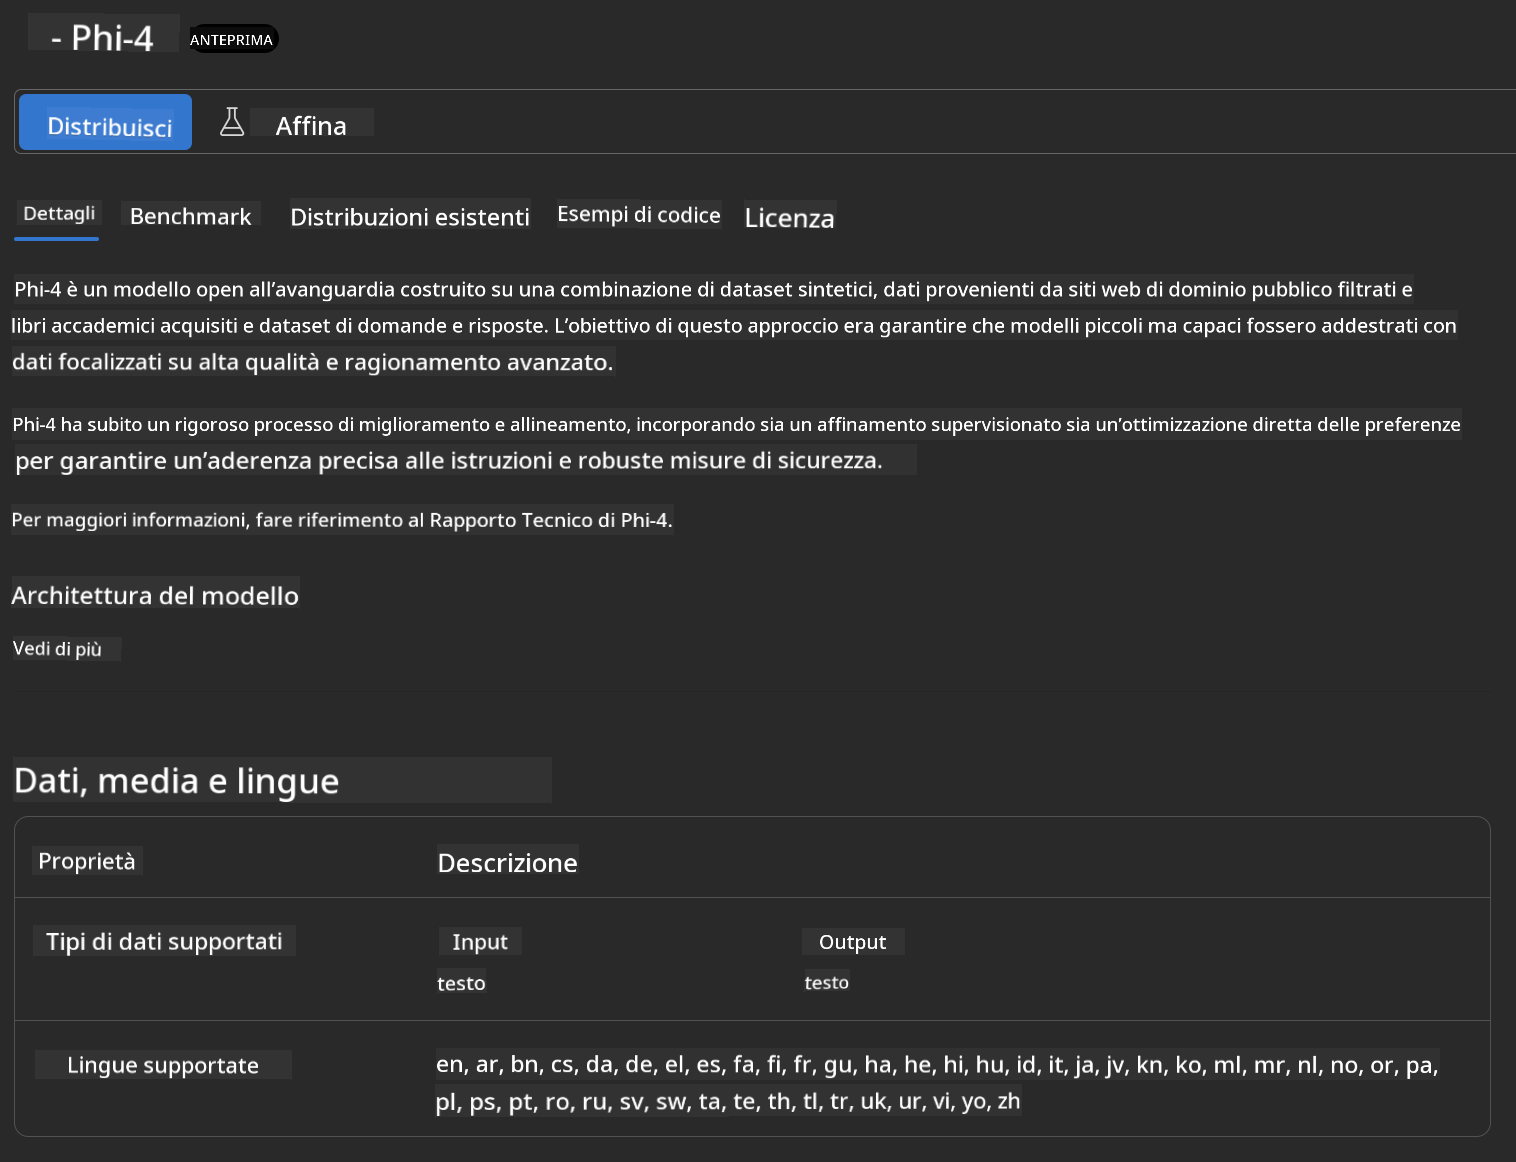 - Phi-4 ANTEPRIMA
Distribuisci Affina
Dettagli Benchmark Distribuzioni esistenti Esempi di codice Licenza
Phi-4 è un modello open all’avanguardia costruito su una combinazione di dataset sintetici, dati provenienti da siti web di dominio pubblico filtrati e
libri accademici acquisiti e dataset di domande e risposte. L’obiettivo di questo approccio era garantire che modelli piccoli ma capaci fossero addestrati con
dati focalizzati su alta qualità e ragionamento avanzato.
Phi-4 ha subito un rigoroso processo di miglioramento e allineamento, incorporando sia un affinamento supervisionato sia un’ottimizzazione diretta delle preferenze
per garantire un’aderenza precisa alle istruzioni e robuste misure di sicurezza.
Per maggiori informazioni, fare riferimento al Rapporto Tecnico di Phi-4.
Architettura del modello
Vedi di più
Dati, media e lingue
Proprietà Descrizione
Tipi di dati supportati Input Output
testo testo
Lingue supportate en, ar, bn, cs, da, de, el, es, fa, fi, fr, gu, ha, he, hi, hu, id, it, ja, jv, kn, ko, ml, mr, nl, no, or, pa,
pl, ps, pt, ro, ru, sv, sw, ta, te, th, tl, tr, uk, ur, vi, yo, zh